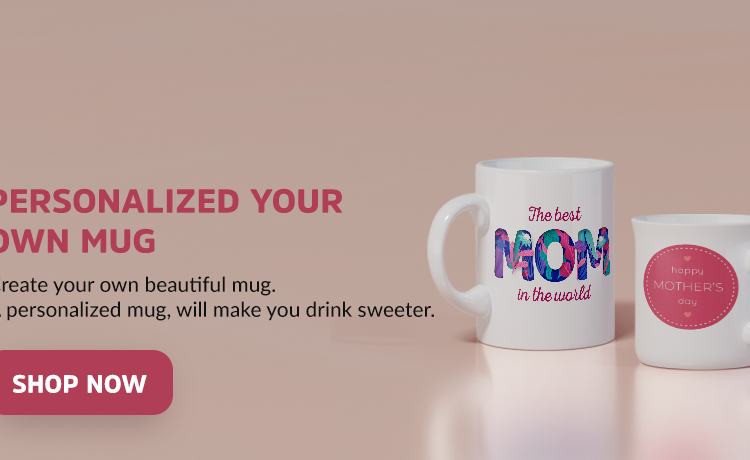 PERSONALIZED YOUR
OWN MUG
Create your own beautiful mug.
A personalized mug, will make you drink sweeter.
SHOP NOW
The best
MOM
in the world
happy
MOTHER'S
day